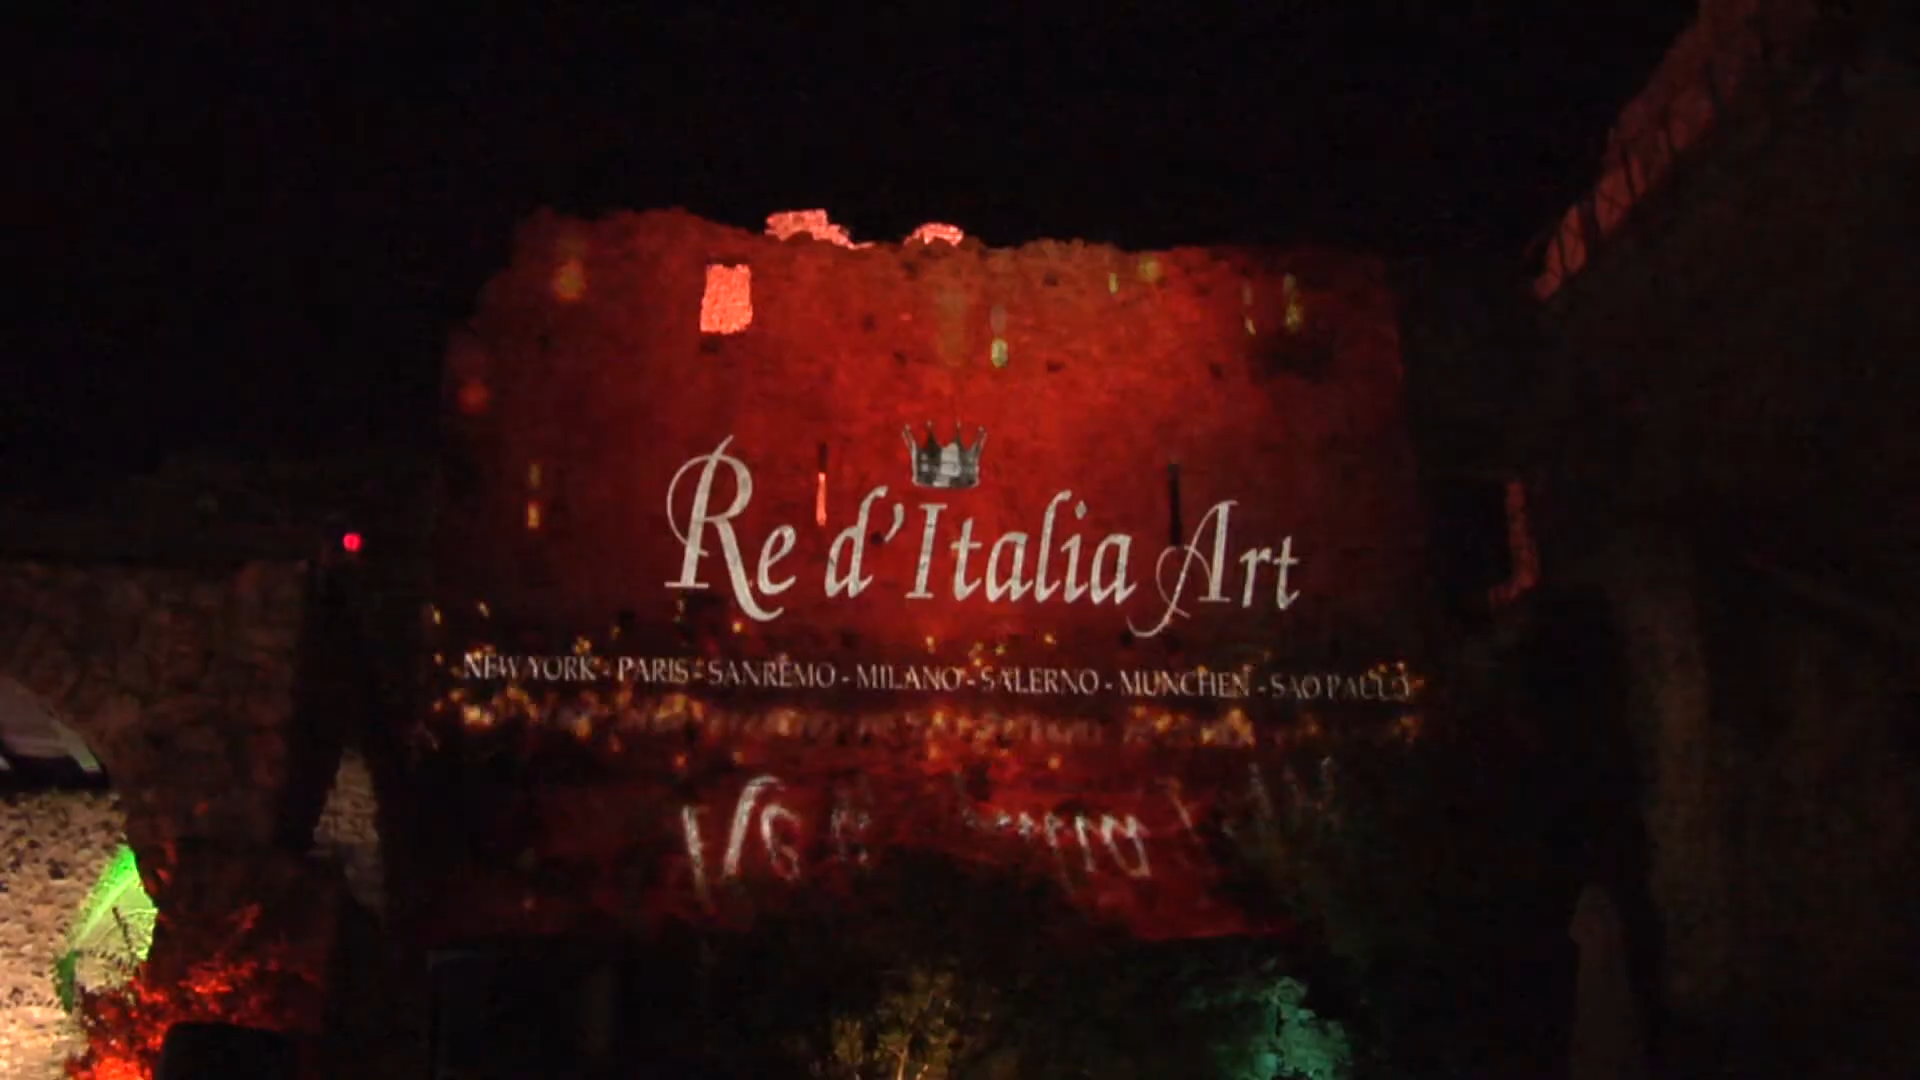 Re d'Italia Art
NEW YORK - PARIS - SANREMO - MILANO - SALERNO - MUNCHEN - SAO PAULO